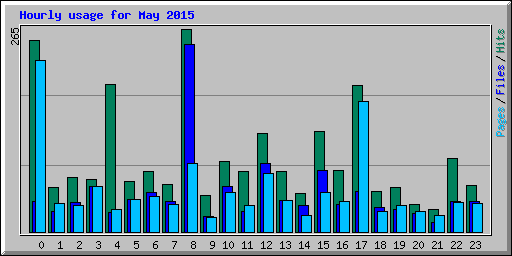 Hourly usage for May 2015
265
Pages / Files / Hits
0 1 2 3 4 5 6 7 8 9 10 11 12 13 14 15 16 17 18 19 20 21 22 23